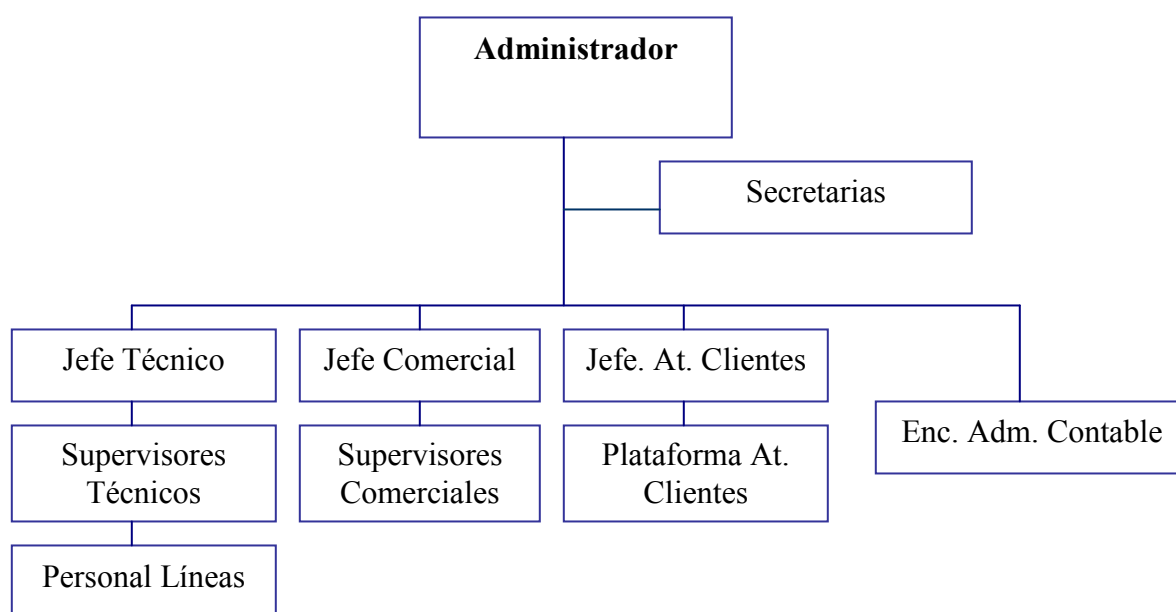 Administrador
Secretarias
Jefe Técnico
Jefe Comercial
Jefe. At. Clientes
Enc. Adm. Contable
Supervisores
Técnicos
Supervisores
Comerciales
Plataforma At.
Clientes
Personal Líneas